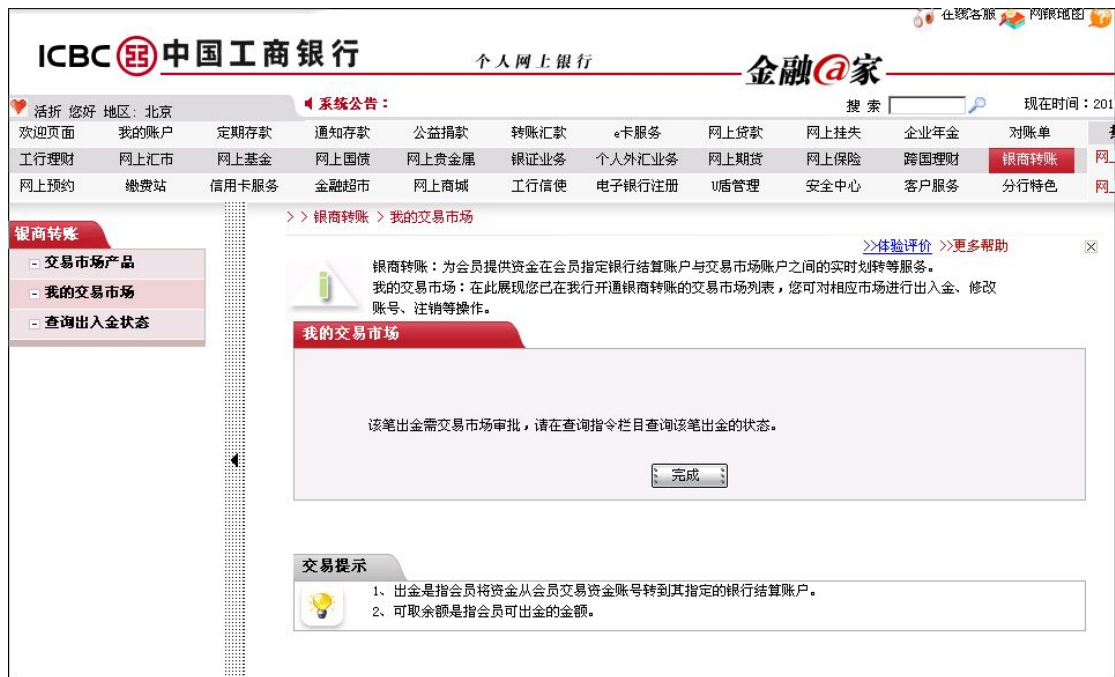 在线客服 网银地图
ICBC 中国工商银行 个人网上银行 金融@家
活折 您好 地区：北京 系统公告： 搜 索 现在时间：201
欢迎页面 我的账户 定期存款 通知存款 公益捐款 转账汇款 e卡服务 网上贷款 网上挂失 企业年金 对账单
工行理财 网上汇市 网上基金 网上国债 网上贵金属 银证业务 个人外汇业务 网上期货 网上保险 跨国理财 银商转账 网上
网上预约 缴费站 信用卡服务 金融超市 网上商城 工行信使 电子银行注册 U盾管理 安全中心 客户服务 分行特色 网上
银商转账
交易市场产品
我的交易市场
查询出入金状态
> > 银商转账 > 我的交易市场
>>体验评价 >>更多帮助
银商转账：为会员提供资金在会员指定银行结算账户与交易市场账户之间的实时划转等服务。
我的交易市场：在此展现您已在我行开通银商转账的交易市场列表，您可对相应市场进行出入金、修改
账号、注销等操作。
我的交易市场
该笔出金需交易市场审批，请在查询指令栏目查询该笔出金的状态。
完成
交易提示
1、 出金是指会员将资金从会员交易资金账号转到其指定的银行结算账户。
2、 可取余额是指会员可出金的金额。